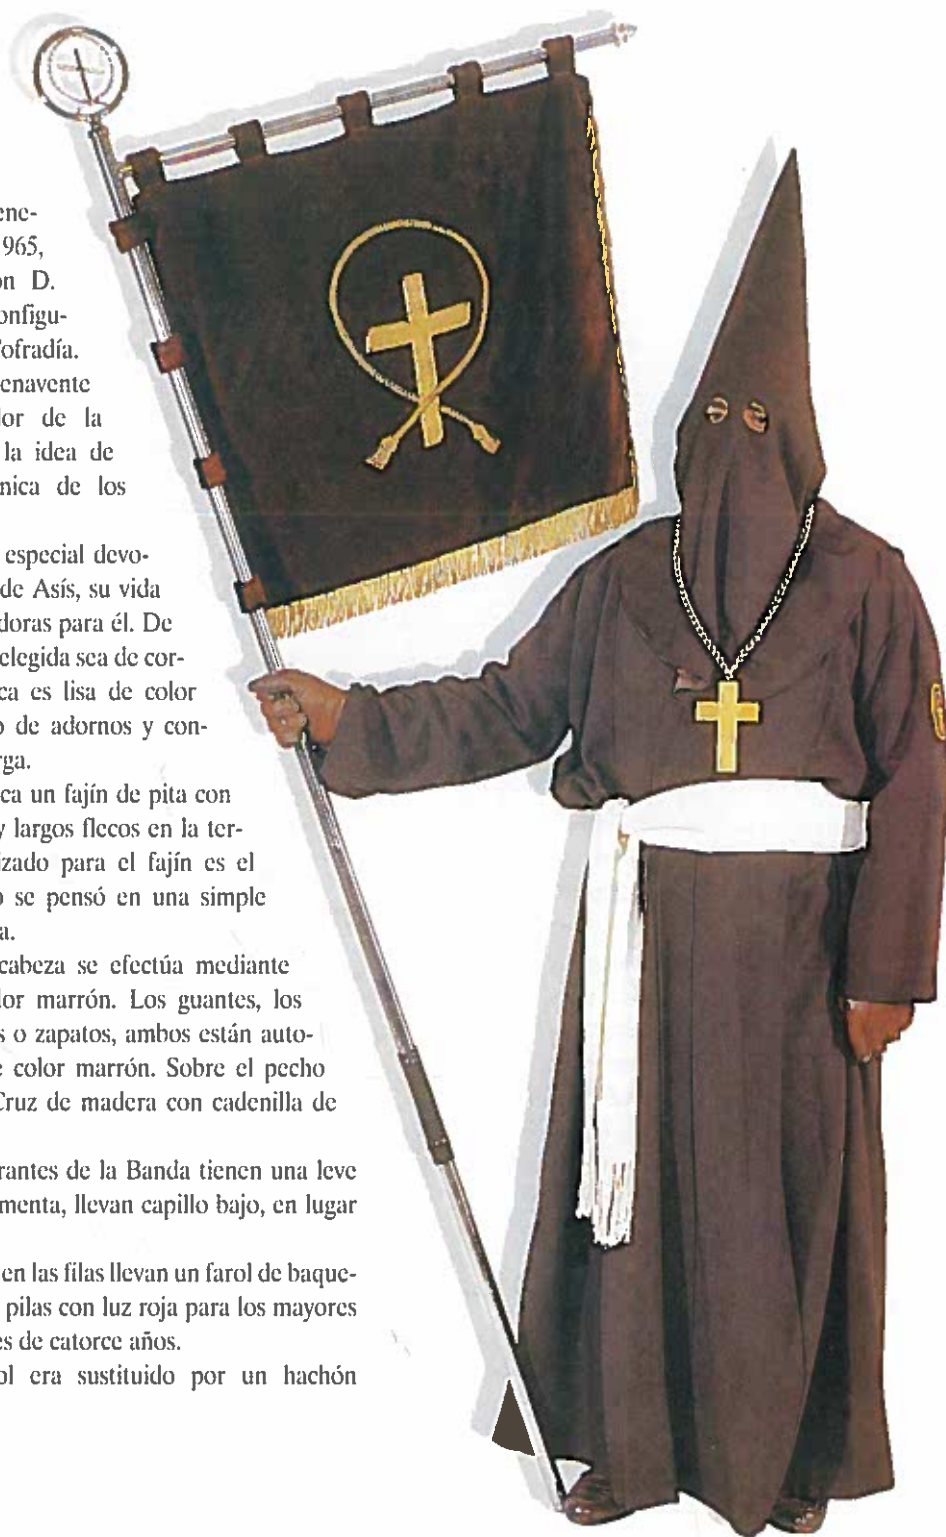 ene-
965,
on D.
onfigu-
ofradía.
enavente
or de la
la idea de
nica de los
especial devo-
de Asís, su vida
doras para él. De
elegida sea de cor-
ca es lisa de color
o de adornos y con-
rga.
ca un fajín de pita con
y largos flecos en la ter-
izado para el fajín es el
o se pensó en una simple
a.
cabeza se efectúa mediante
lor marrón. Los guantes, los
s o zapatos, ambos están auto-
e color marrón. Sobre el pecho
Cruz de madera con cadenilla de
rantes de la Banda tienen una leve
menta, llevan capillo bajo, en lugar
en las filas llevan un farol de baque-
pilas con luz roja para los mayores
es de catorce años.
ol era sustituido por un hachón